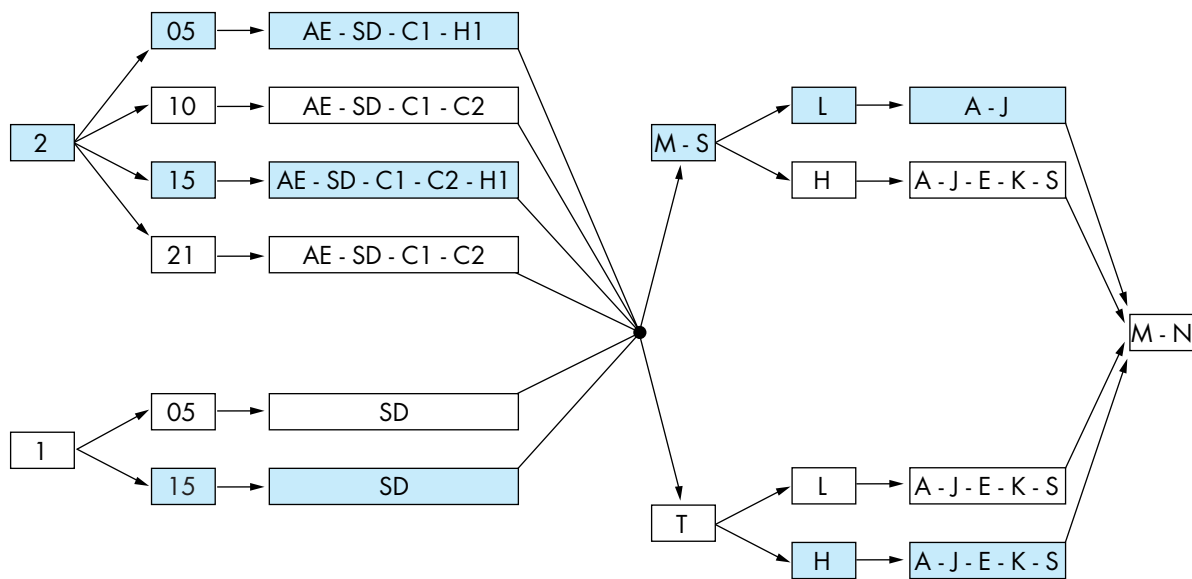 05
AE - SD - C1 - H1
10
AE - SD - C1 - C2
2
15
AE - SD - C1 - C2 - H1
21
AE - SD - C1 - C2
1
05
SD
15
SD
M - S
L
A - J
H
A - J - E - K - S
T
L
A - J - E - K - S
H
A - J - E - K - S
M - N